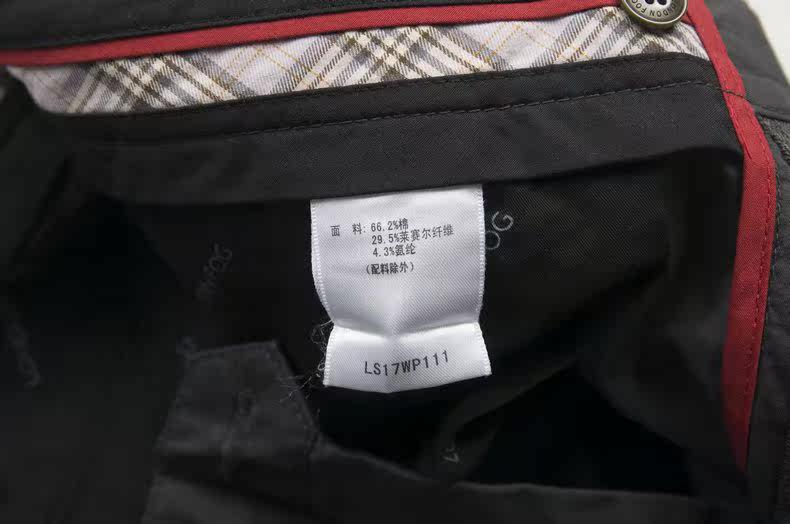 面 料: 66.2%棉
29.5%莱赛尔纤维
4.3%氨纶
(配料除外)
LS17WP111